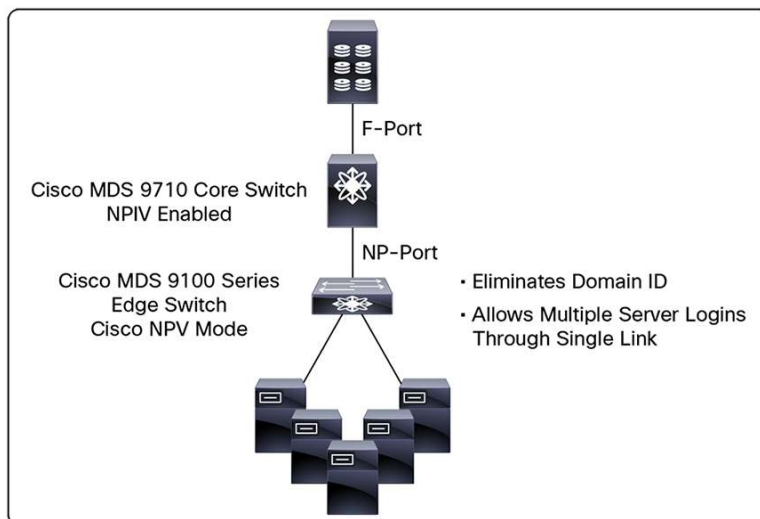 F-Port
Cisco MDS 9710 Core Switch
NPIV Enabled
NP-Port
Cisco MDS 9100 Series
Edge Switch
Cisco NPV Mode
· Eliminates Domain ID
· Allows Multiple Server Logins
Through Single Link